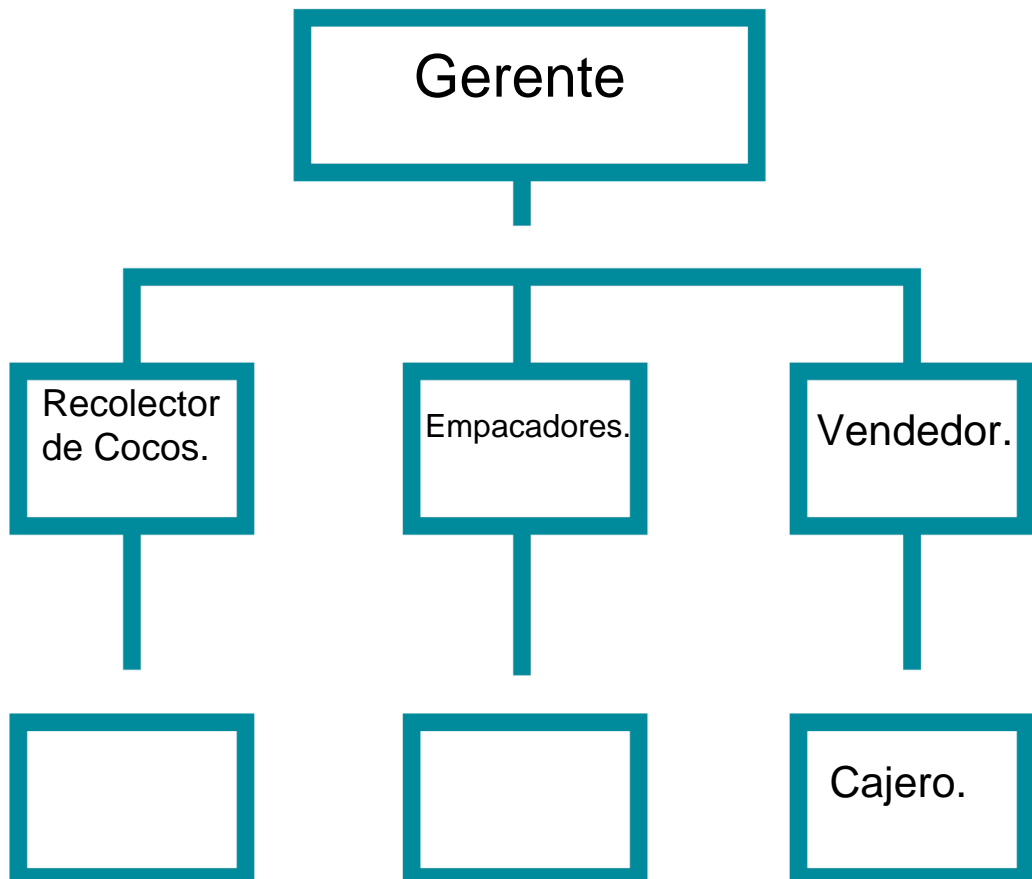 Gerente
Recolector
de Cocos.
Empacadores.
Vendedor.
Cajero.